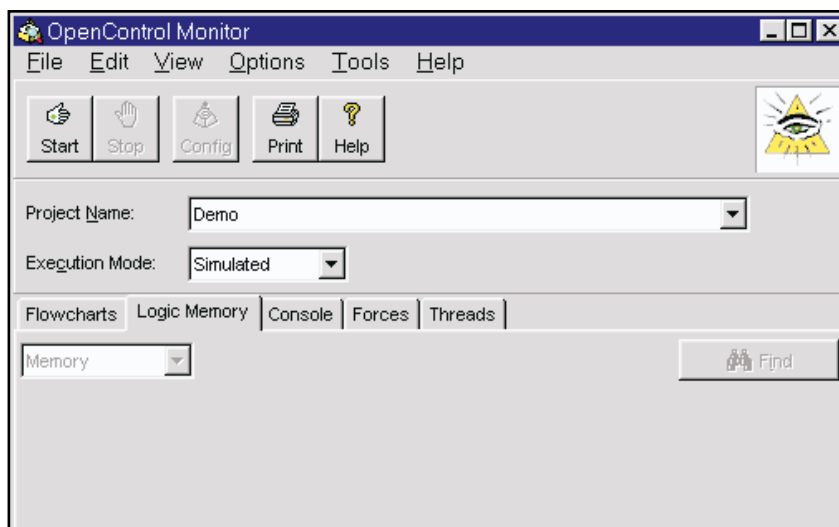 OpenControl Monitor
File Edit View Options Tools Help
Start Stop Config Print Help
Project Name: Demo
Execution Mode: Simulated
Flowcharts Logic Memory Console Forces Threads
Memory Find